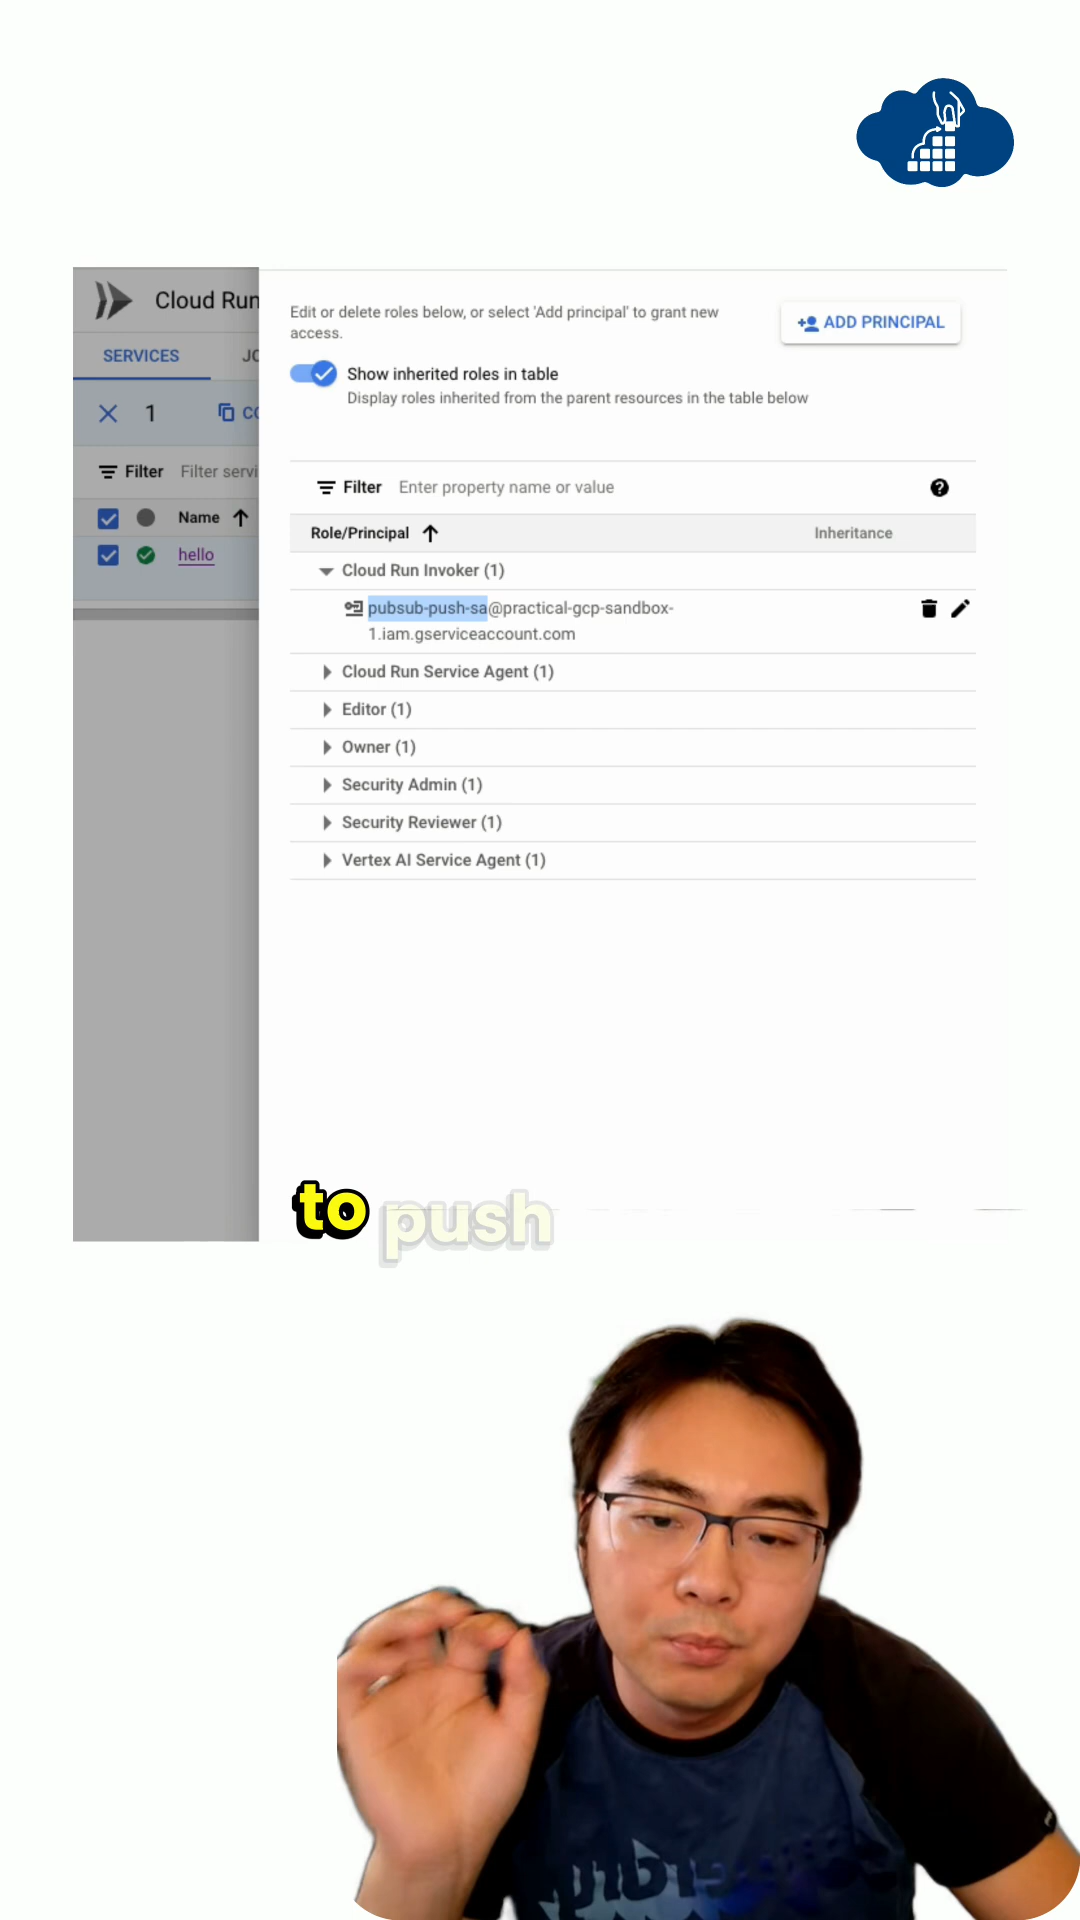 Cloud Run
Edit or delete roles below, or select 'Add principal' to grant new
access.
ADD PRINCIPAL
SERVICES
Show inherited roles in table
Display roles inherited from the parent resources in the table below
1
Filter
Filter Enter property name or value
Name
Role/Principal Inheritance
hello
Cloud Run Invoker (1)
pubsub-push-sa@practical-gcp-sandbox-
1.iam.gserviceaccount.com
Cloud Run Service Agent (1)
Editor (1)
Owner (1)
Security Admin (1)
Security Reviewer (1)
Vertex AI Service Agent (1)
to push